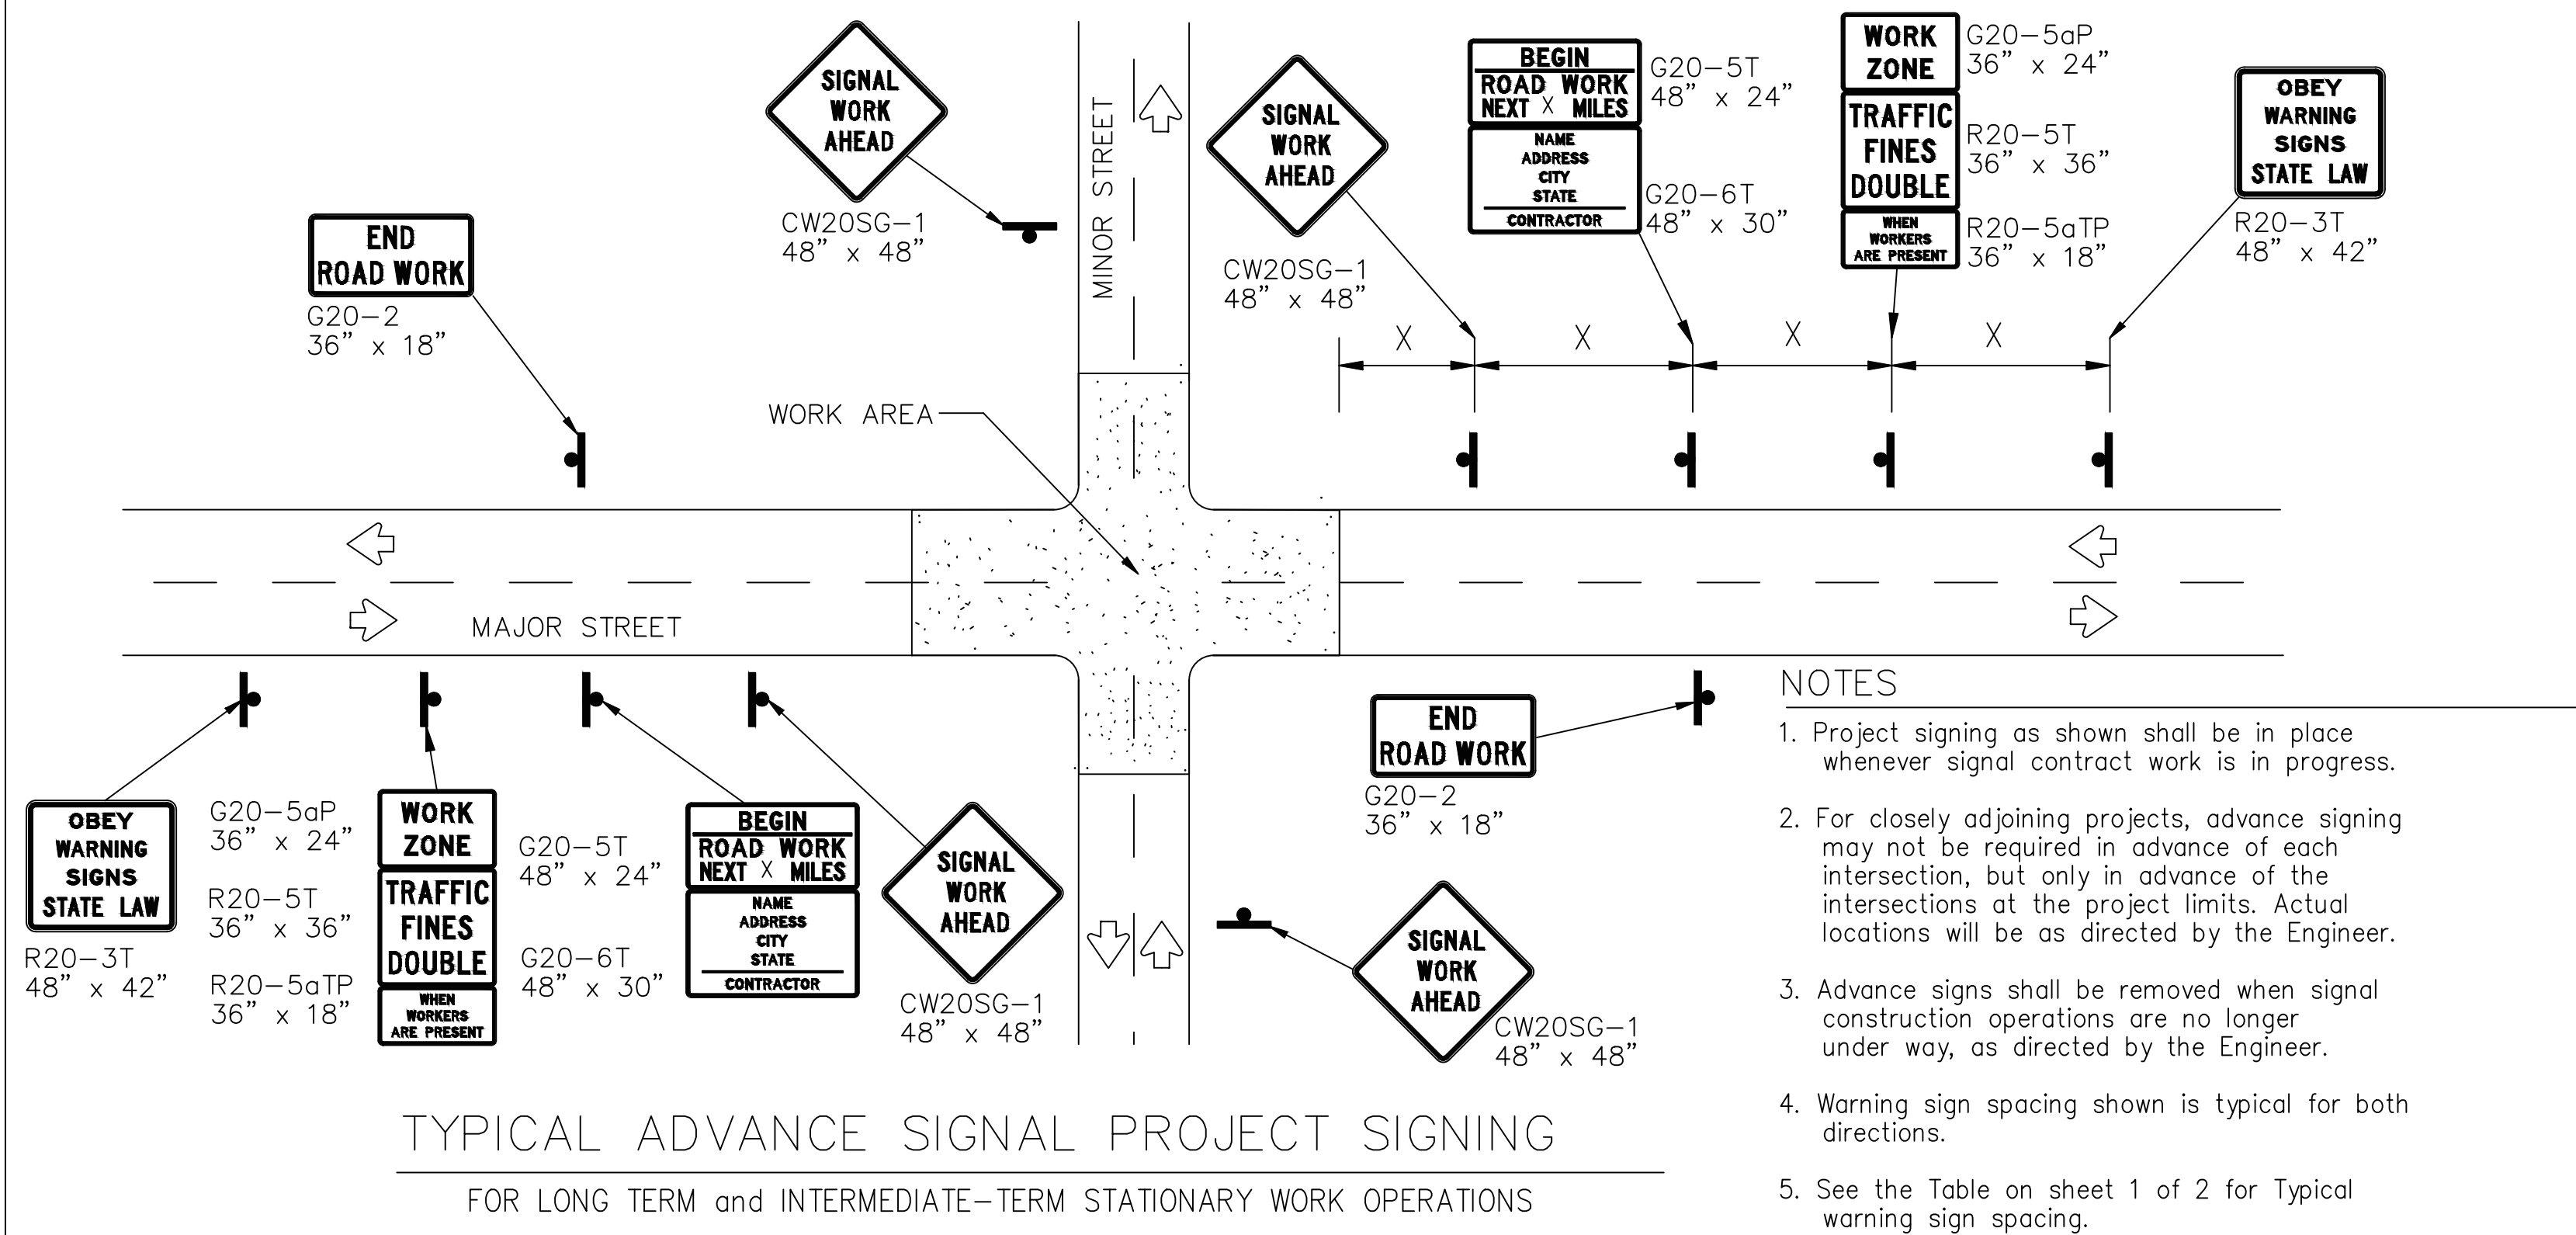 SIGNAL
WORK
AHEAD
CW20SG-1
48" x 48"
END
ROAD WORK
G20-2
36" x 18"
MINOR STREET
SIGNAL
WORK
AHEAD
CW20SG-1
48" x 48"
BEGIN
ROAD WORK
NEXT X MILES
NAME
ADDRESS
CITY
STATE
CONTRACTOR
G20-5T
48" x 24"
G20-6T
48" x 30"
WORK
ZONE
TRAFFIC
FINES
DOUBLE
WHEN
WORKERS
ARE PRESENT
G20-5aP
36" x 24"
R20-5T
36" x 36"
R20-5aTP
36" x 18"
OBEY
WARNING
SIGNS
STATE LAW
R20-3T
48" x 42"
X
X
X
X
WORK AREA
MAJOR STREET
OBEY
WARNING
SIGNS
STATE LAW
R20-3T
48" x 42"
G20-5aP
36" x 24"
R20-5T
36" x 36"
R20-5aTP
36" x 18"
WORK
ZONE
TRAFFIC
FINES
DOUBLE
WHEN
WORKERS
ARE PRESENT
G20-5T
48" x 24"
G20-6T
48" x 30"
BEGIN
ROAD WORK
NEXT X MILES
NAME
ADDRESS
CITY
STATE
CONTRACTOR
SIGNAL
WORK
AHEAD
CW20SG-1
48" x 48"
END
ROAD WORK
G20-2
36" x 18"
SIGNAL
WORK
AHEAD
CW20SG-1
48" x 48"
NOTES
1. Project signing as shown shall be in place
whenever signal contract work is in progress.
2. For closely adjoining projects, advance signing
may not be required in advance of each
intersection, but only in advance of the
intersections at the project limits. Actual
locations will be as directed by the Engineer.
3. Advance signs shall be removed when signal
construction operations are no longer
under way, as directed by the Engineer.
4. Warning sign spacing shown is typical for both
directions.
5. See the Table on sheet 1 of 2 for Typical
warning sign spacing.
TYPICAL ADVANCE SIGNAL PROJECT SIGNING
FOR LONG TERM and INTERMEDIATE-TERM STATIONARY WORK OPERATIONS